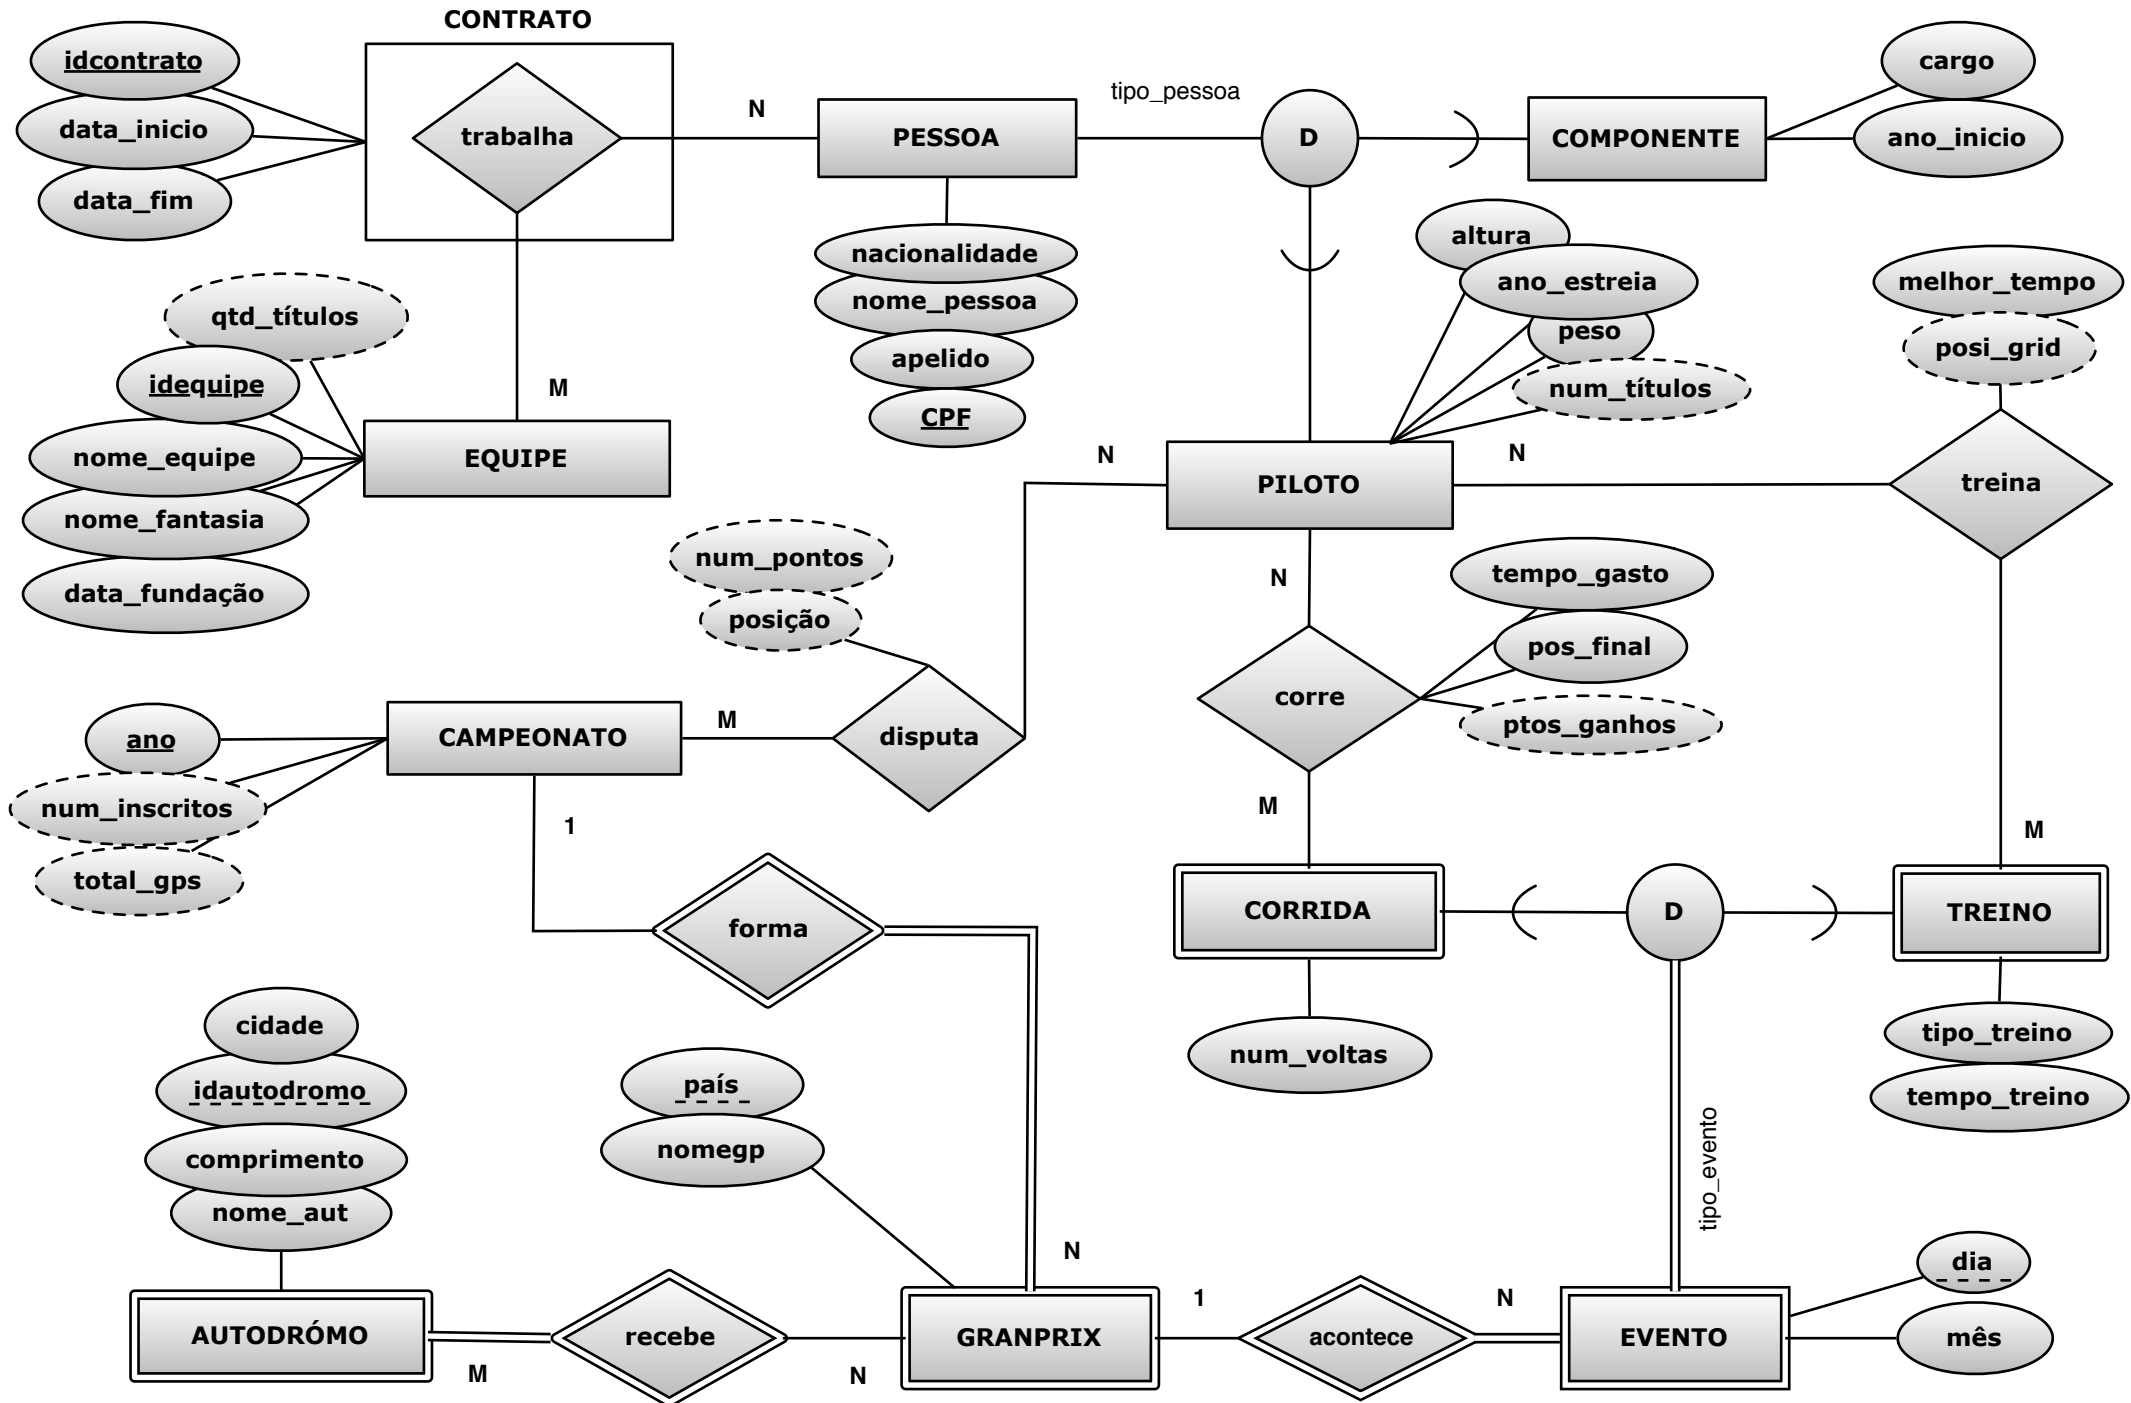 CONTRATO
idcontrato
data_inicio
data_fim
trabalha
N
PESSOA
tipo_pessoa
D
COMPONENTE
cargo
ano_inicio
nacionalidade
nome_pessoa
apelido
CPF
altura
ano_estreia
peso
num_títulos
melhor_tempo
posi_grid
qtd_títulos
idequipe
nome_equipe
nome_fantasia
data_fundação
M
EQUIPE
N
PILOTO
N
treina
num_pontos
posição
N
tempo_gasto
pos_final
ptos_ganhos
corre
ano
num_inscritos
total_gps
CAMPEONATO
M
disputa
1
M
M
forma
CORRIDA
D
TREINO
num_voltas
tipo_treino
tempo_treino
cidade
idautodromo
comprimento
nome_aut
país
nomegp
tipo_evento
N
AUTODRÓMO
M
recebe
N
GRANPRIX
1
acontece
N
EVENTO
dia
mês